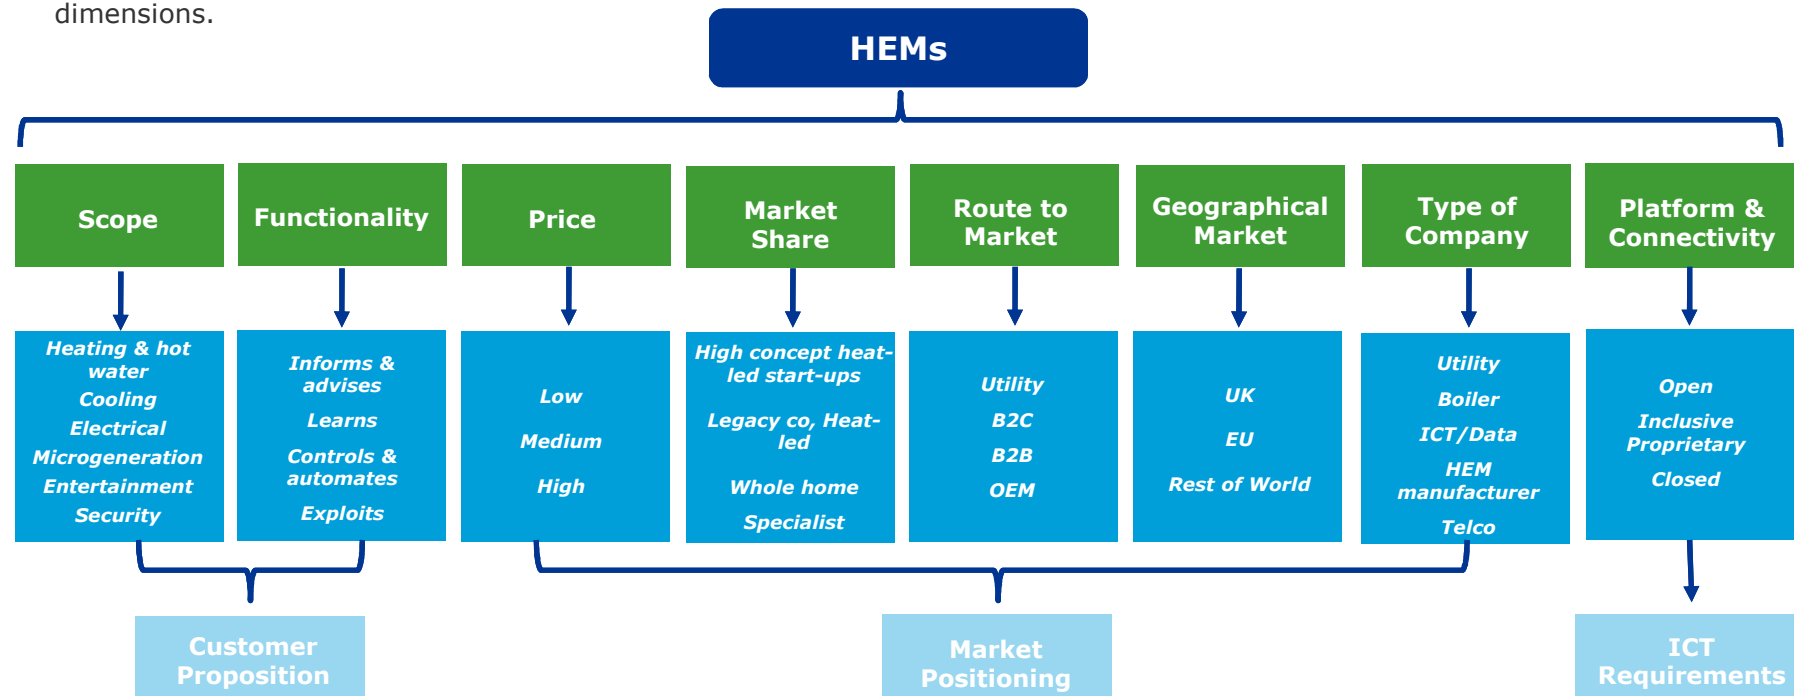 dimensions.
HEMs
Scope
Functionality
Price
Market
Share
Route to
Market
Geographical
Market
Type of
Company
Platform &
Connectivity
Heating & hot
water
Cooling
Electrical
Microgeneration
Entertainment
Security
Informs &
advises
Learns
Controls &
automates
Exploits
Low
Medium
High
High concept heat-
led start-ups
Legacy co, Heat-
led
Whole home
Specialist
Utility
B2C
B2B
OEM
UK
EU
Rest of World
Utility
Boiler
ICT/Data
HEM
manufacturer
Telco
Open
Inclusive
Proprietary
Closed
Customer
Proposition
Market
Positioning
ICT
Requirements